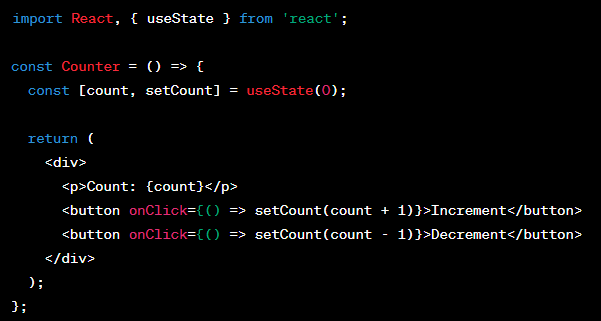 import React, { useState } from 'react';
const Counter = () => {
const [count, setCount] = useState(0);
return (
<div>
<p>Count: {count}</p>
<button onClick={() => setCount(count + 1)}>Increment</button>
<button onClick={() => setCount(count - 1)}>Decrement</button>
</div>
);
};